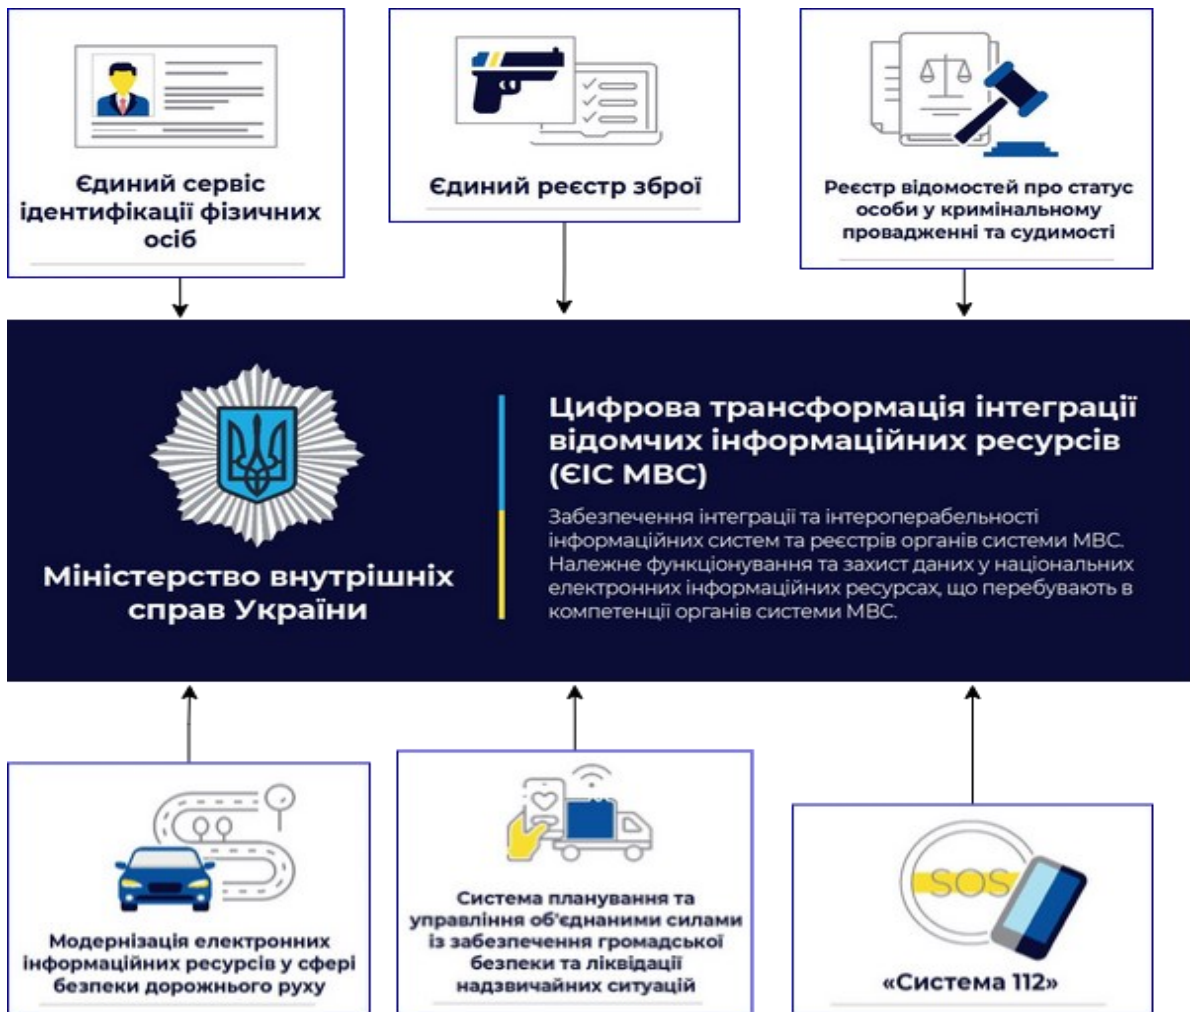 Єдиний сервіс
ідентифікації фізичних
осіб
Єдиний реєстр зброї
Реєстр відомостей про статус
особи у кримінальному
провадженні та судимості
Міністерство внутрішніх
справ України
Цифрова трансформація інтеграції
відомчих інформаційних ресурсів
(ЄІС МВС)
Забезпечення інтеграції та інтероперабельності
інформаційних систем та реєстрів органів системи МВС.
Належне функціонування та захист даних у національних
електронних інформаційних ресурсах, що перебувають в
компетенції органів системи МВС.
Модернізація електронних
інформаційних ресурсів у сфері
безпеки дорожнього руху
Система планування та
управління об'єднаними силами
із забезпечення громадської
безпеки та ліквідації
надзвичайних ситуацій
SOS
«Система 112»